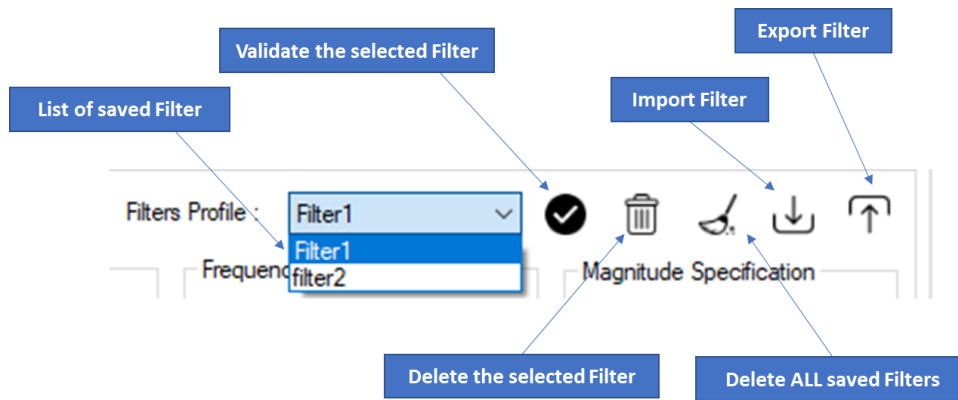 Export Filter
Validate the selected Filter
Import Filter
List of saved Filter
Filters Profile :
Filter1
Filter1
filter2
Magnitude Specification
Delete the selected Filter
Delete ALL saved Filters